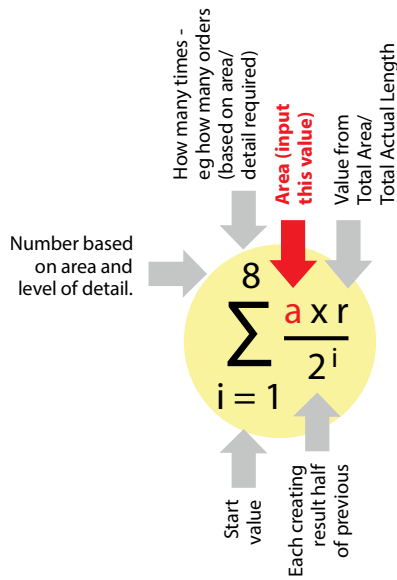 How many times -
eg how many orders
(based on area/
detail required)
Area (input
this value)
Value from
Total Area/
Total Actual Length
Number based
on area and
level of detail.
8
∑
a x r
2 i
i = 1
Start
value
Each creating
result half
of previous